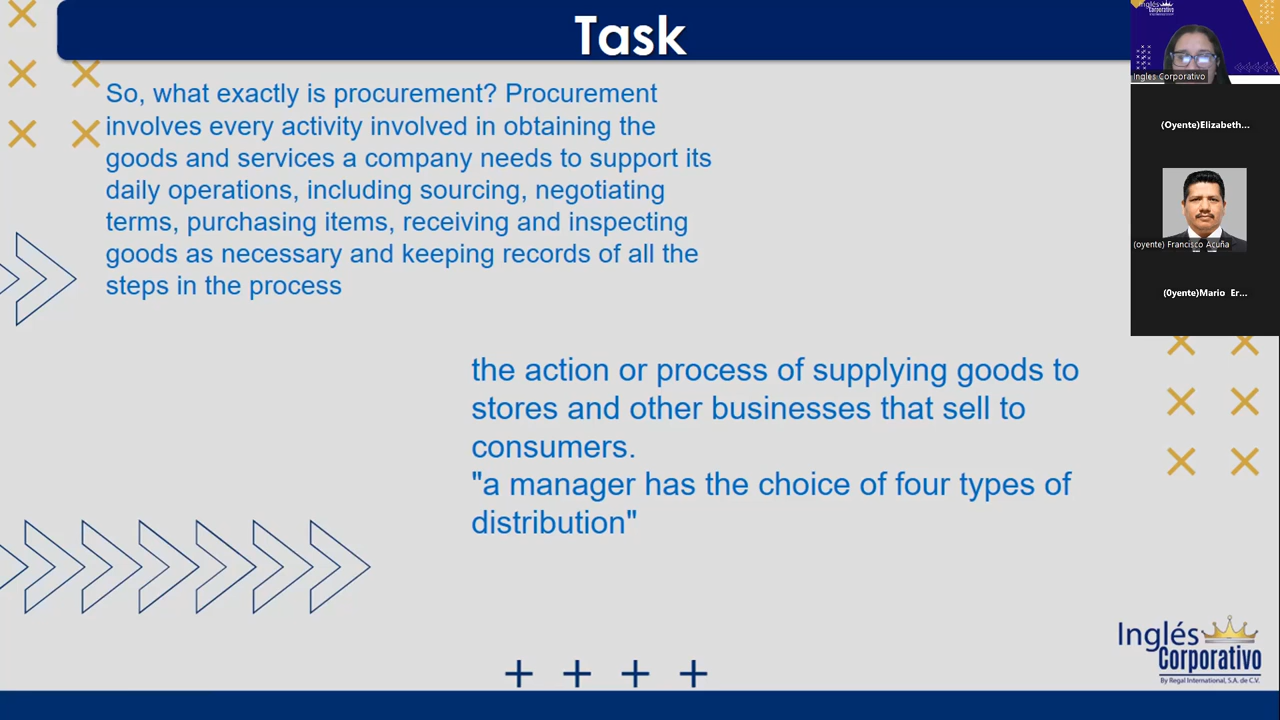 Task
So, what exactly is procurement? Procurement
involves every activity involved in obtaining the
goods and services a company needs to support its
daily operations, including sourcing, negotiating
terms, purchasing items, receiving and inspecting
goods as necessary and keeping records of all the
steps in the process
the action or process of supplying goods to
stores and other businesses that sell to
consumers.
"a manager has the choice of four types of
distribution"
Inglés
Corporativo
Ingles Corporativo
(Oyente)Elizabeth...
(oyente) Francisco Acuña
(0yente)Mario Er...
Inglés
Corporativo
By Regal International, S.A. de C.V.